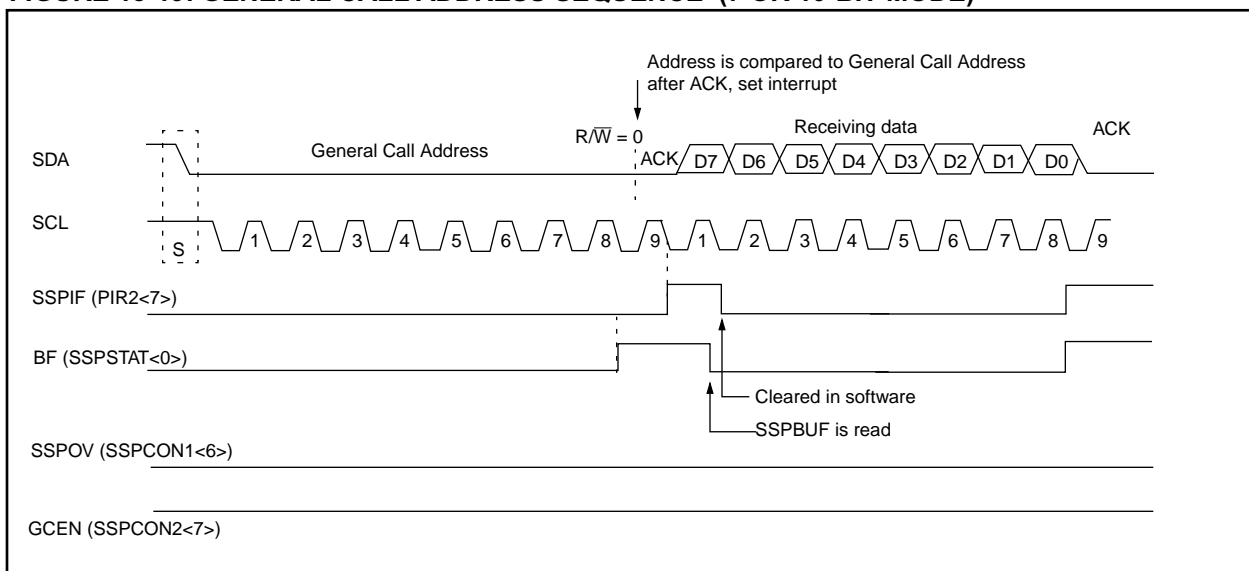 Address is compared to General Call Address
after ACK, set interrupt
R/W = 0
Receiving data
ACK
SDA
General Call Address
ACK
D7 D6 D5 D4 D3 D2 D1 D0
SCL
S
1 2 3 4 5 6 7 8 9 1 2 3 4 5 6 7 8 9
SSPIF (PIR2<7>)
BF (SSPSTAT<0>)
Cleared in software
SSPBUF is read
SSPOV (SSPCON1<6>)
GCEN (SSPCON2<7>)